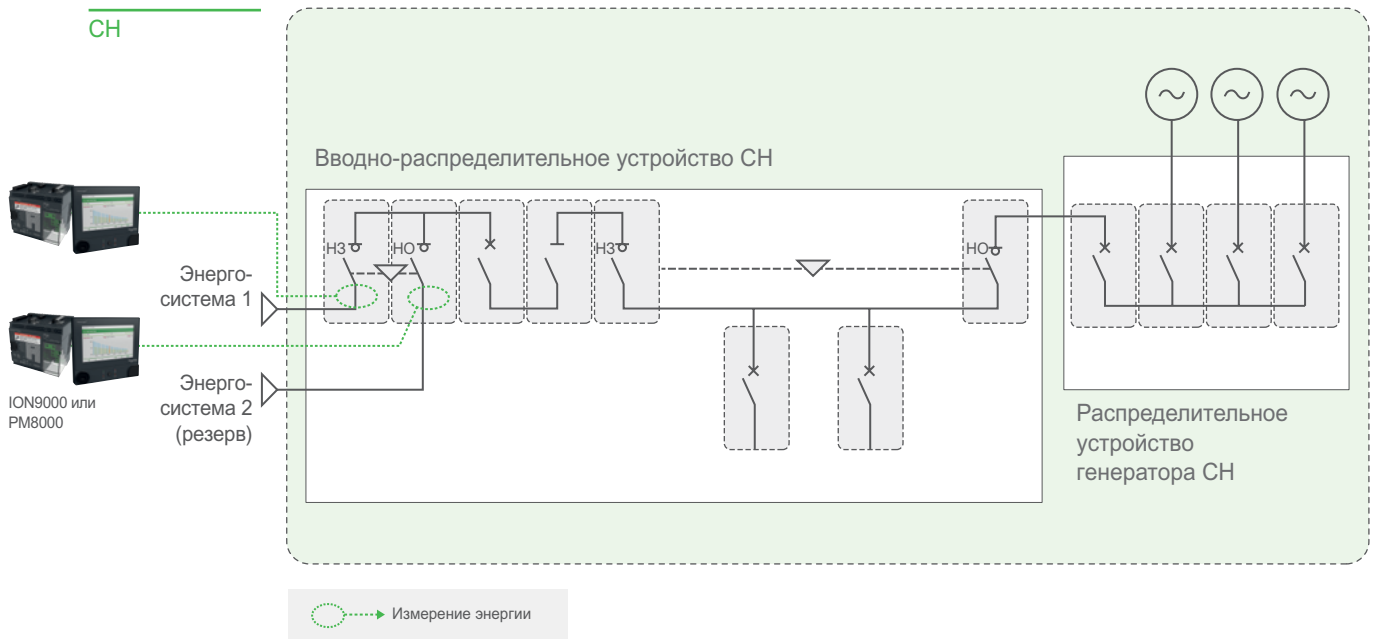 СН
Вводно-распределительное устройство СН
НЗ
НО
НЗ
НО
Энерго-
система 1
Энерго-
система 2
(резерв)
ION9000 или
PM8000
Распределительное
устройство
генератора СН
Измерение энергии